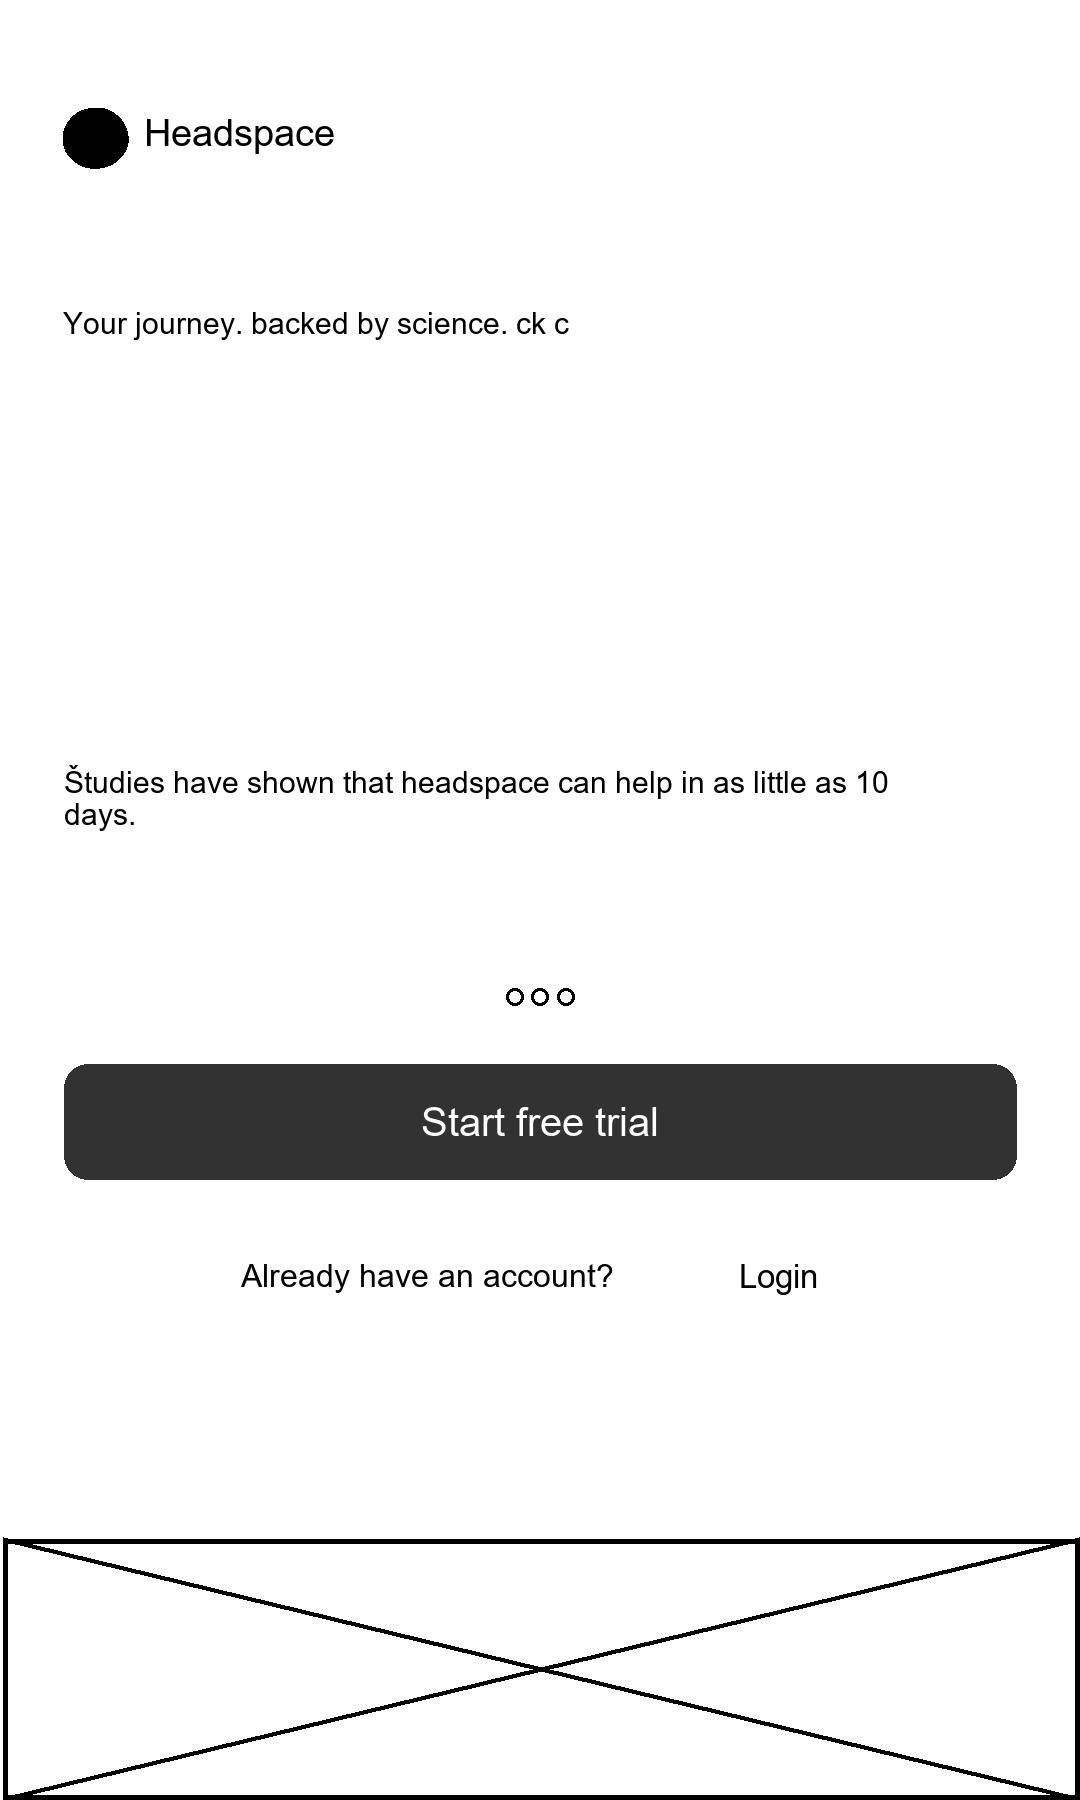 Headspace
Your journey. backed by science. ck c
Študies have shown that headspace can help in as little as 10
days.
Start free trial
Already have an account? Login